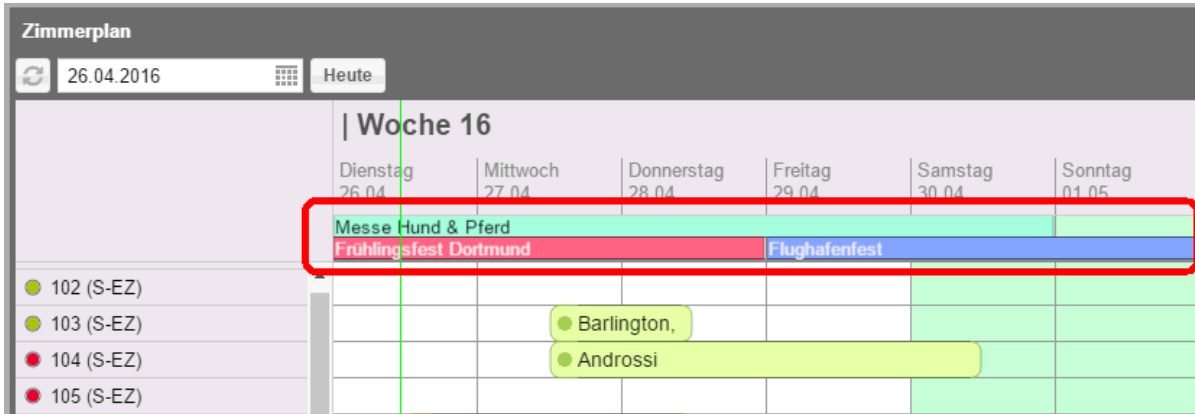 Zimmerplan
26.04.2016 Heute
| Woche 16
Dienstag Mittwoch Donnerstag Freitag Samstag Sonntag
26.04 27.04 28.04 29.04 30.04 01.05
Messe Hund & Pferd
Frühlingsfest Dortmund Flughafenfest
102 (S-EZ)
103 (S-EZ) Barlington,
104 (S-EZ) Androssi
105 (S-EZ)